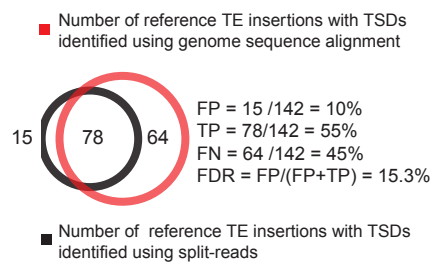 Number of reference TE insertions with TSDs
identified using genome sequence alignment
15 78 64
FP = 15 /142 = 10%
TP = 78/142 = 55%
FN = 64 /142 = 45%
FDR = FP/(FP+TP) = 15.3%
Number of reference TE insertions with TSDs
identified using split-reads